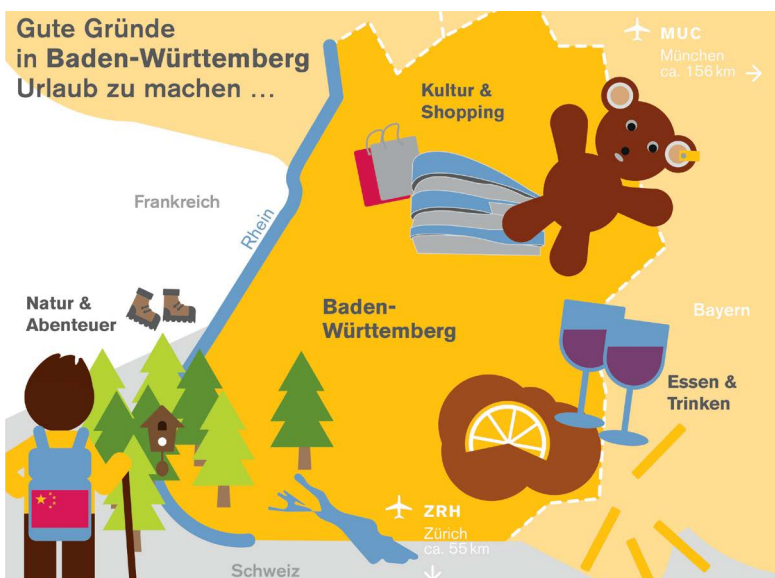 Gute Gründe
in Baden-Württemberg
Urlaub zu machen ...
MUC
München
ca. 156 km
Kultur &
Shopping
Frankreich
Rhein
Natur &
Abenteuer
Baden-
Württemberg
Bayern
Essen &
Trinken
ZRH
Zürich
ca. 55 km
Schweiz